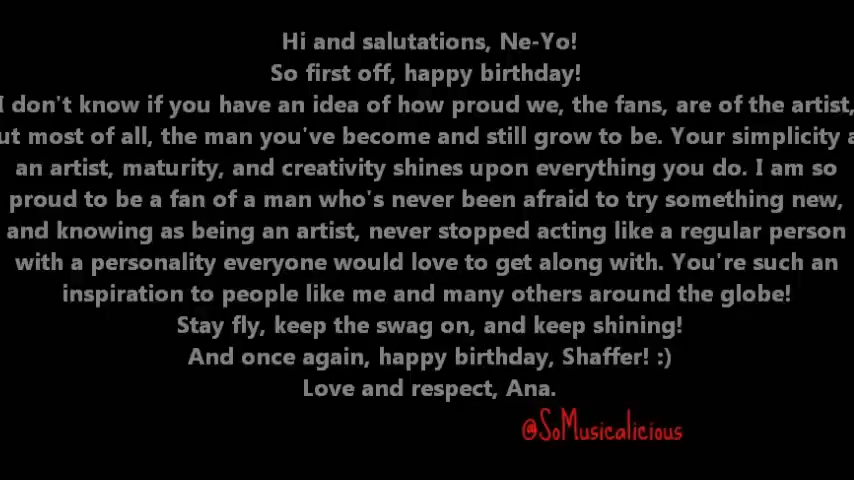 Hi and salutations, Ne-Yo!
So first off, happy birthday!
I don't know if you have an idea of how proud we, the fans, are of the artist,
ut most of all, the man you've become and still grow to be. Your simplicity a
an artist, maturity, and creativity shines upon everything you do. I am so
proud to be a fan of a man who's never been afraid to try something new,
and knowing as being an artist, never stopped acting like a regular person
with a personality everyone would love to get along with. You're such an
inspiration to people like me and many others around the globe!
Stay fly, keep the swag on, and keep shining!
And once again, happy birthday, Shaffer! :)
Love and respect, Ana.
@SoMusicalicious